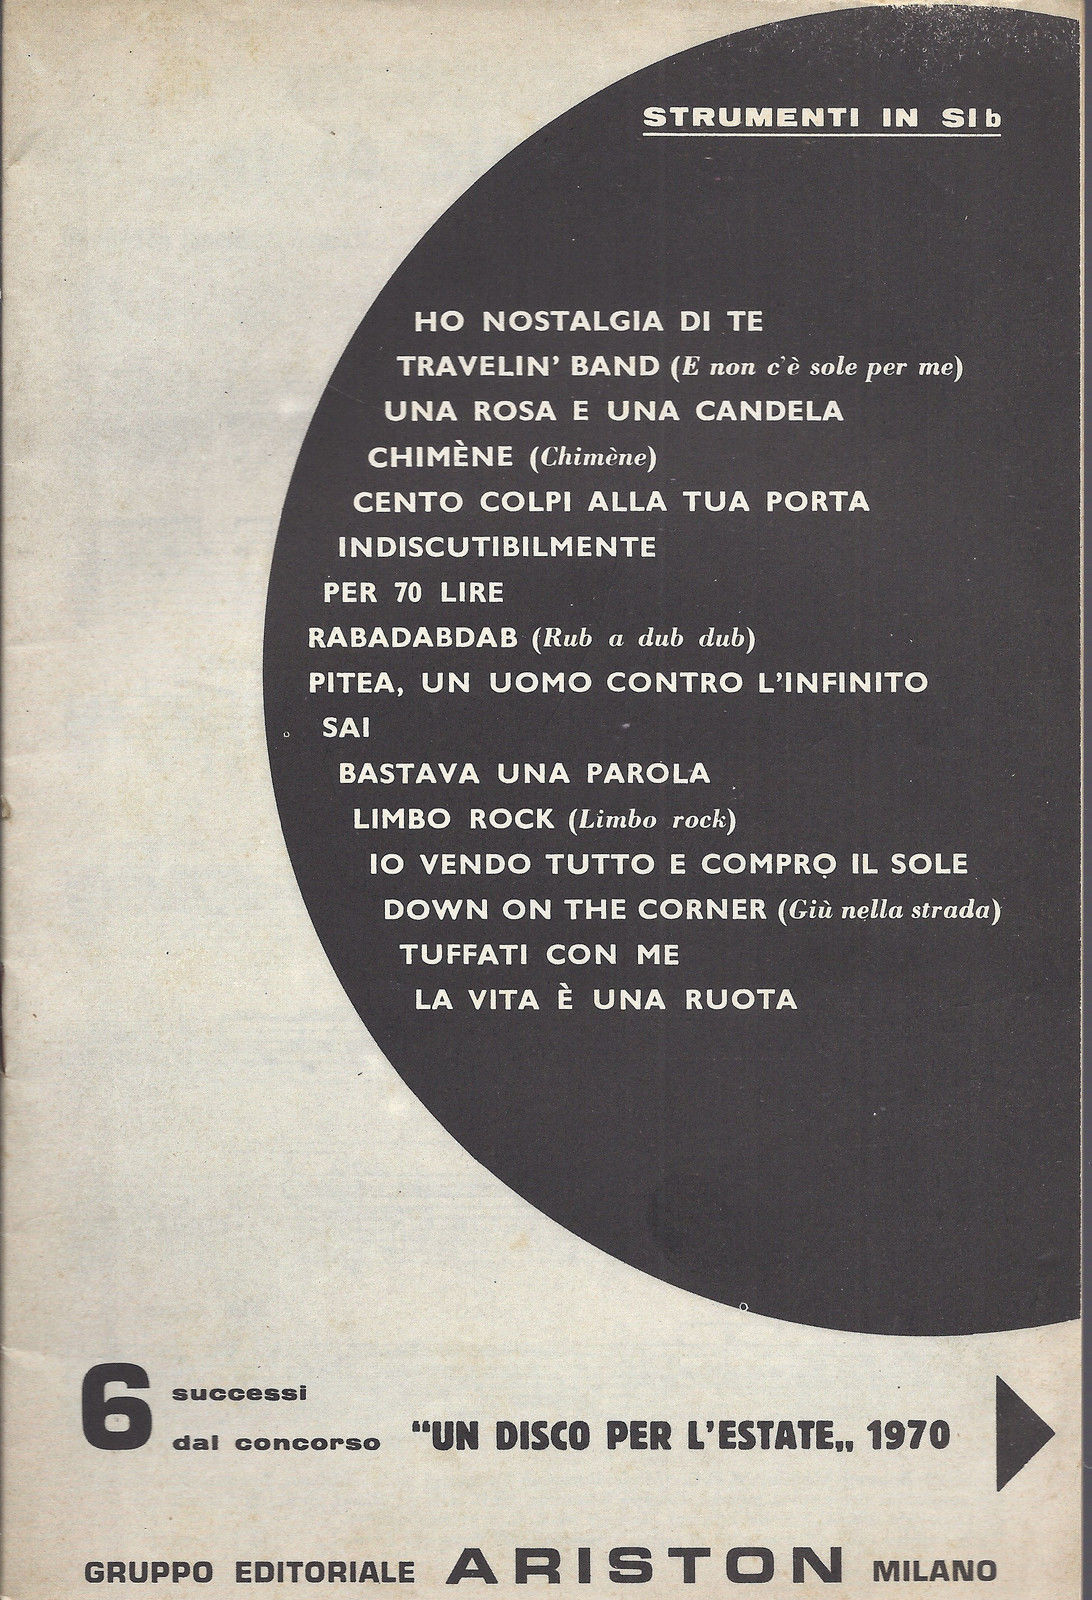 STRUMENTI IN SIb
HO NOSTALGIA DI TE
TRAVELIN' BAND (E non c'è sole per me)
UNA ROSA E UNA CANDELA
CHIMÈNE (Chimène)
CENTO COLPI ALLA TUA PORTA
INDISCUTIBILMENTE
PER 70 LIRE
RABADABDAB (Rub a dub dub)
PITEA, UN UOMO CONTRO L'INFINITO
SAI
BASTAVA UNA PAROLA
LIMBO ROCK (Limbo rock)
IO VENDO TUTTO E COMPRO IL SOLE
DOWN ON THE CORNER (Giù nella strada)
TUFFATI CON ME
LA VITA È UNA RUOTA
6 successi
dal concorso "UN DISCO PER L'ESTATE„ 1970
GRUPPO EDITORIALE ARISTON MILANO